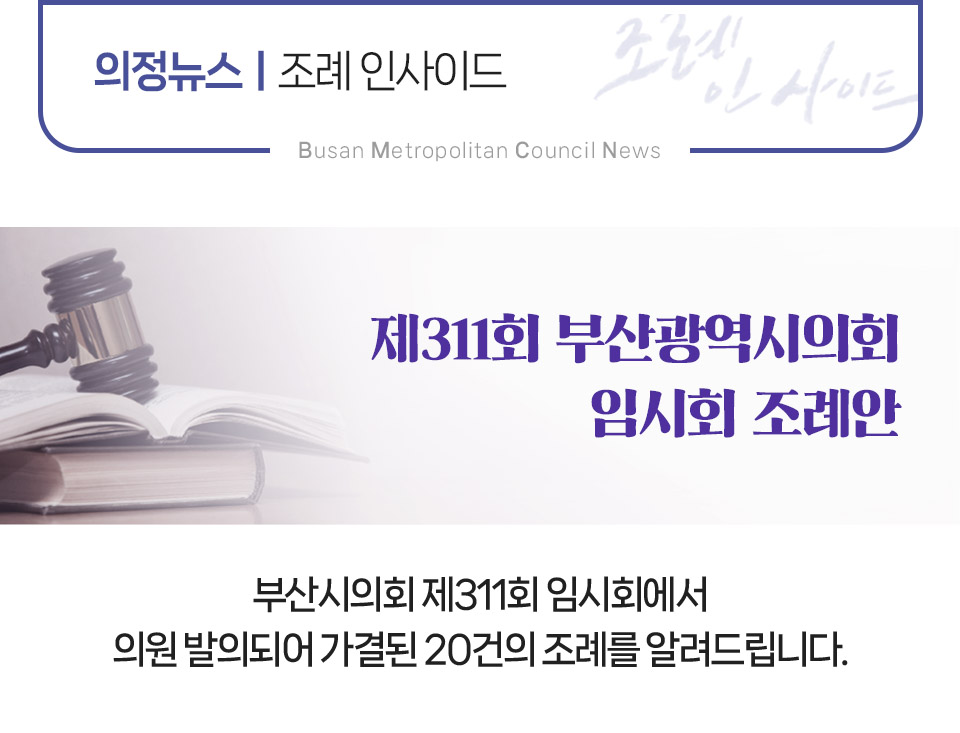 의정뉴스 | 조례 인사이드
조례
인사이드
Busan Metropolitan Council News
제311회 부산광역시의회
임시회 조례안
부산시의회 제311회 임시회에서
의원 발의되어 가결된 20건의 조례를 알려드립니다.